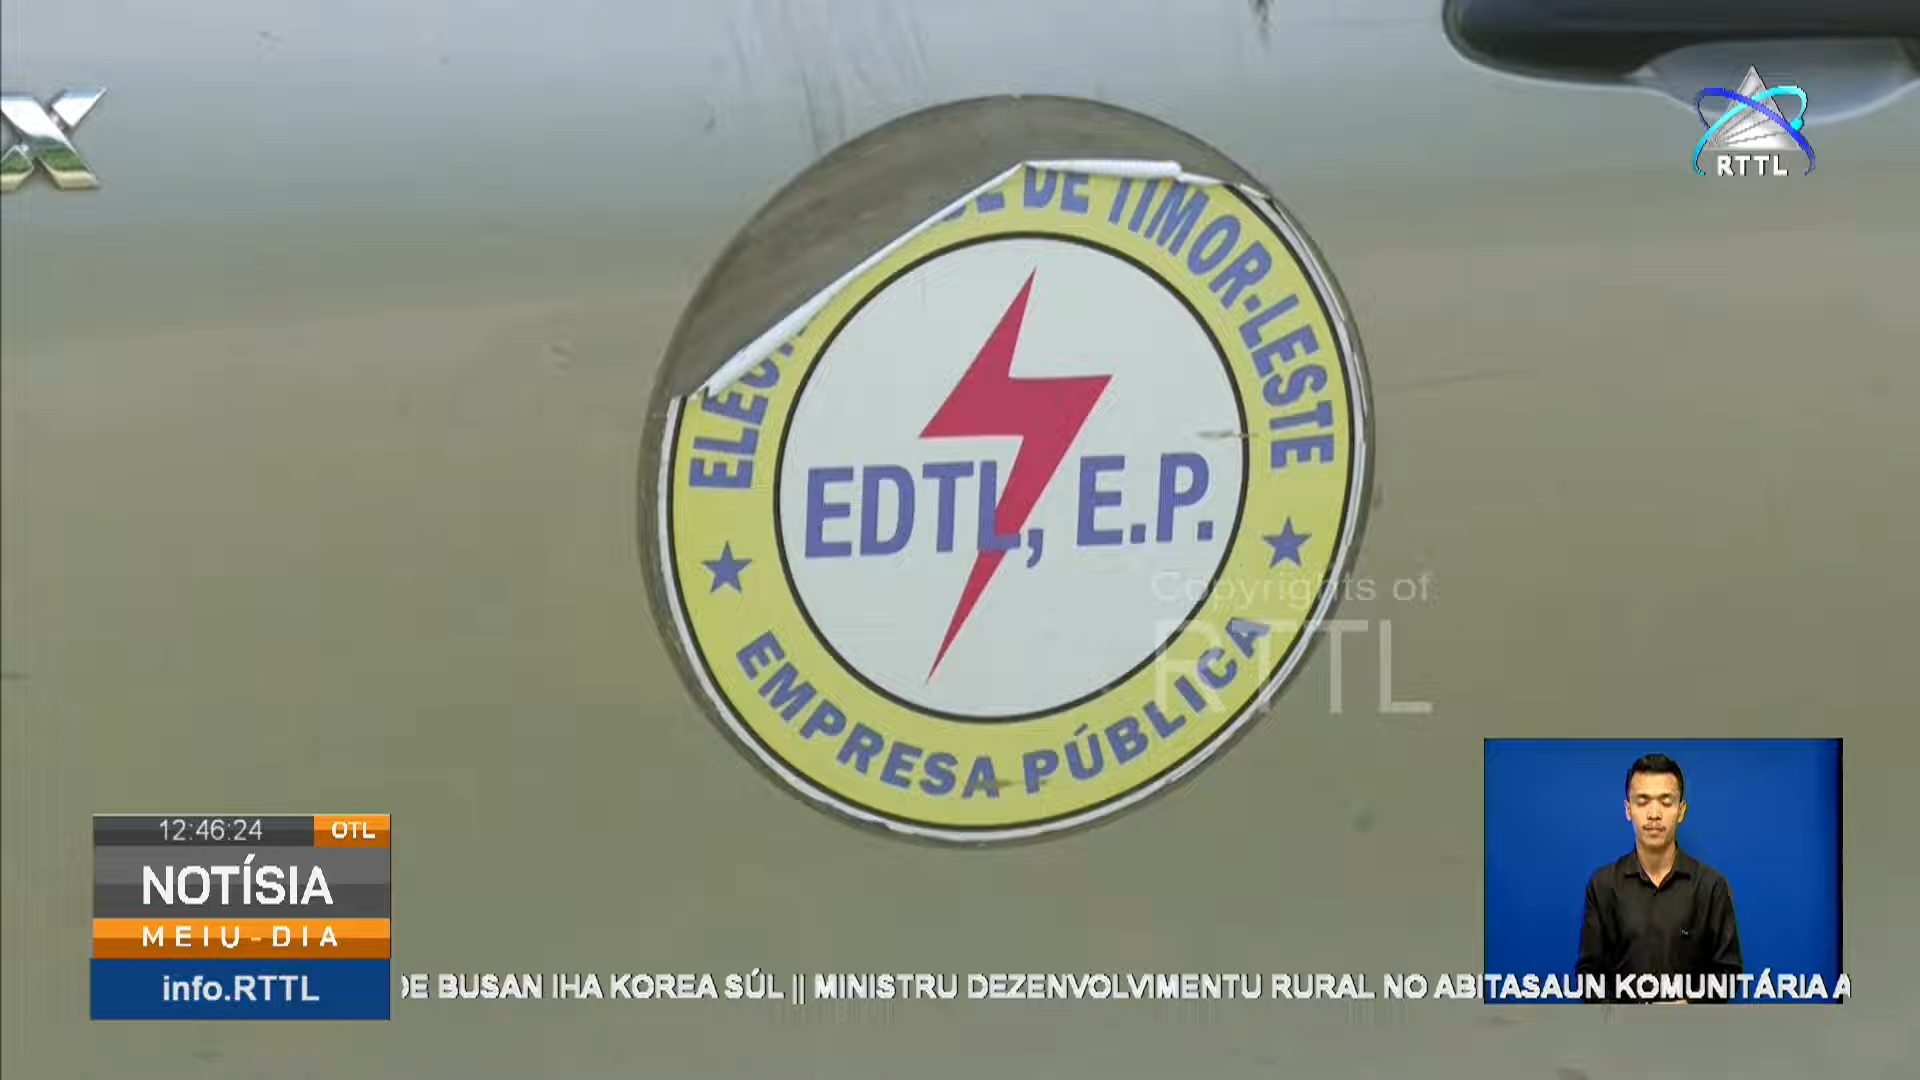 X
RTTL
DE TIMOR-LESTE
EDTL, E.P.
EMPRESA PÚBLICA
Copyrights of
RTTL
12:46:24 OTL
NOTÍSIA
MEIU-DIA
info.RTTL
DE BUSAN IHA KOREA SÚL || MINISTRU DEZENVOLVIMENTU RURAL NO ABITASAUN KOMUNITÁRIA A